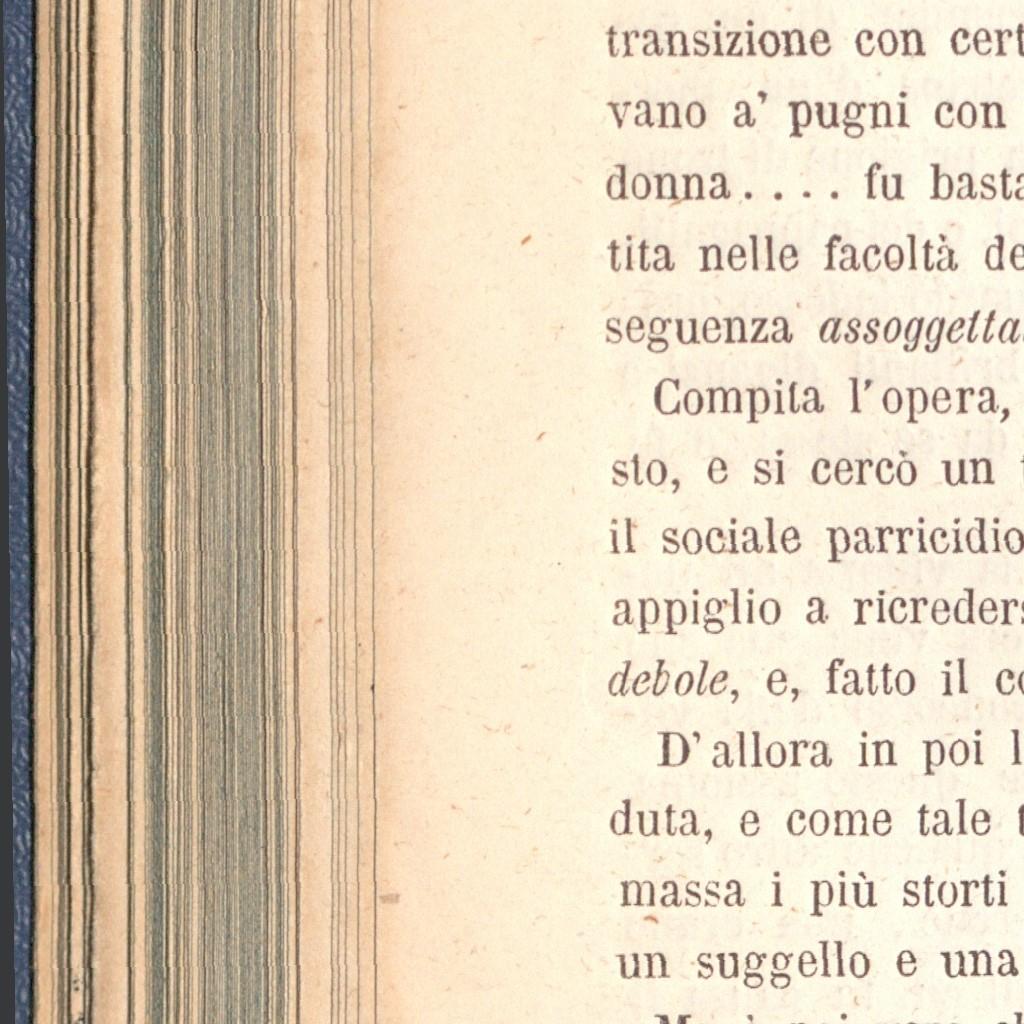 transizione con cert
vano a' pugni con
donna.... fu basta
tita nelle facoltà de
seguenza assoggetta
Compita l'opera,
sto, e si cercò un
il sociale parricidio
appiglio a ricreders
debole, e, fatto il co
D'allora in poi l
duta, e come tale t
massa i più storti
un suggello e una